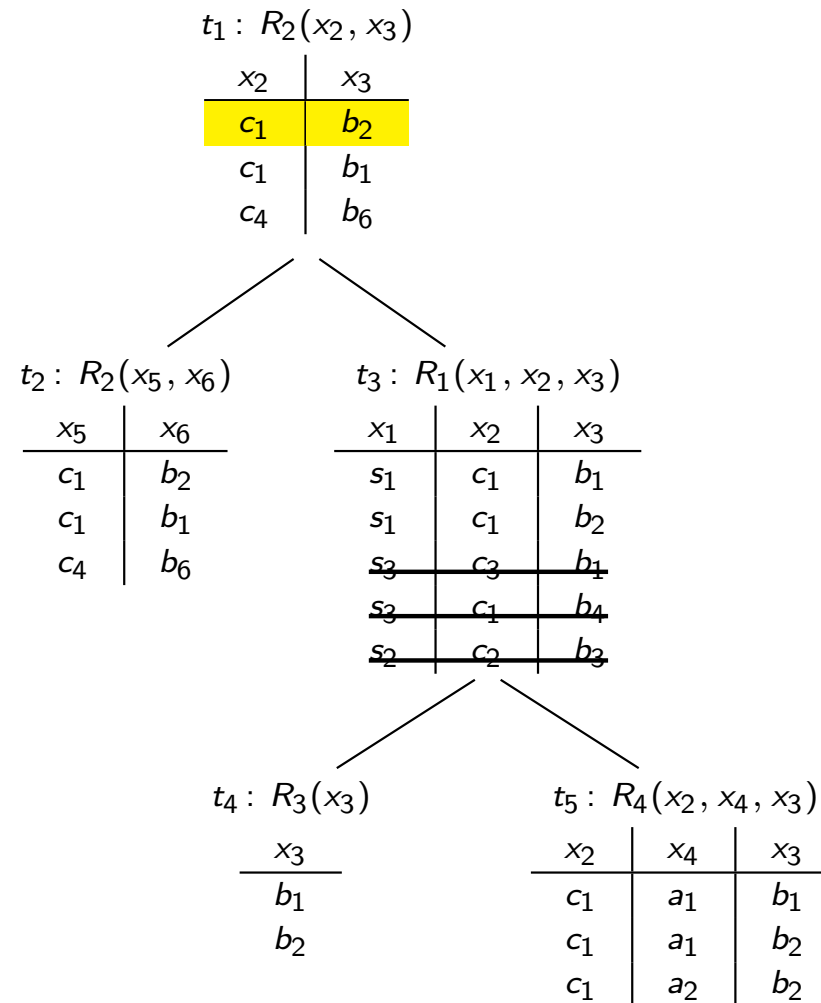 t₁ : R₂(x₂, x₃)
x₂ x₃
c₁ b₂
c₁ b₁
c₄ b₆
t₂ : R₂(x₅, x₆)
x₅ x₆
c₁ b₂
c₁ b₁
c₄ b₆
t₃ : R₁(x₁, x₂, x₃)
x₁ x₂ x₃
s₁ c₁ b₁
s₁ c₁ b₂
s₃ c₃ b₁
s₃ c₁ b₄
s₂ c₂ b₃
t₄ : R₃(x₃)
x₃
b₁
b₂
t₅ : R₄(x₂, x₄, x₃)
x₂ x₄ x₃
c₁ a₁ b₁
c₁ a₁ b₂
c₁ a₂ b₂